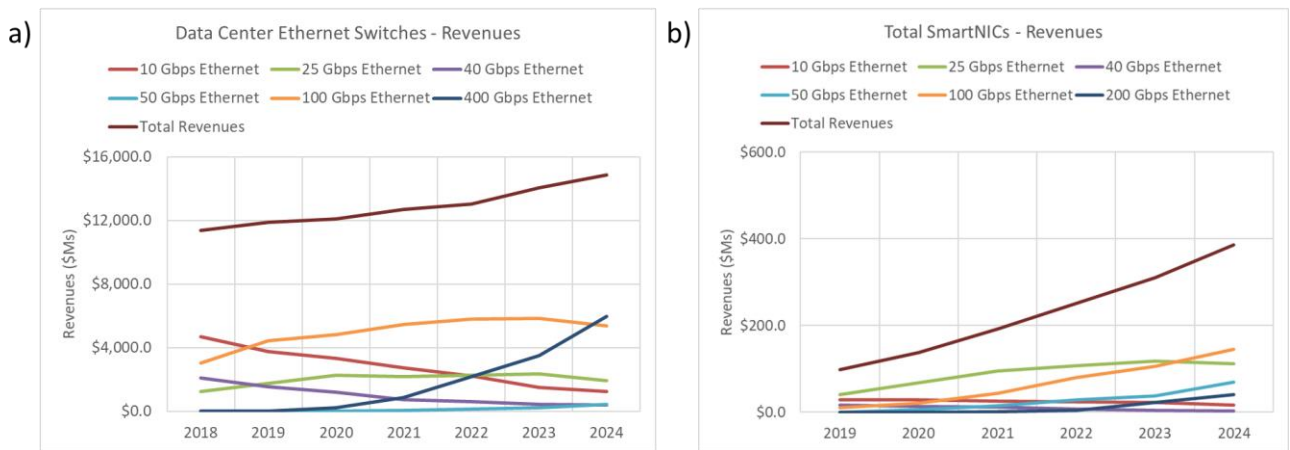 a)
Data Center Ethernet Switches - Revenues
10 Gbps Ethernet 25 Gbps Ethernet 40 Gbps Ethernet
50 Gbps Ethernet 100 Gbps Ethernet 400 Gbps Ethernet
Total Revenues
$16,000.0
$12,000.0
$8,000.0
$4,000.0
$0.0
Revenues ($Ms)
2018 2019 2020 2021 2022 2023 2024
b)
Total SmartNICs - Revenues
10 Gbps Ethernet 25 Gbps Ethernet 40 Gbps Ethernet
50 Gbps Ethernet 100 Gbps Ethernet 200 Gbps Ethernet
Total Revenues
$600.0
$400.0
$200.0
$0.0
Revenues ($Ms)
2019 2020 2021 2022 2023 2024